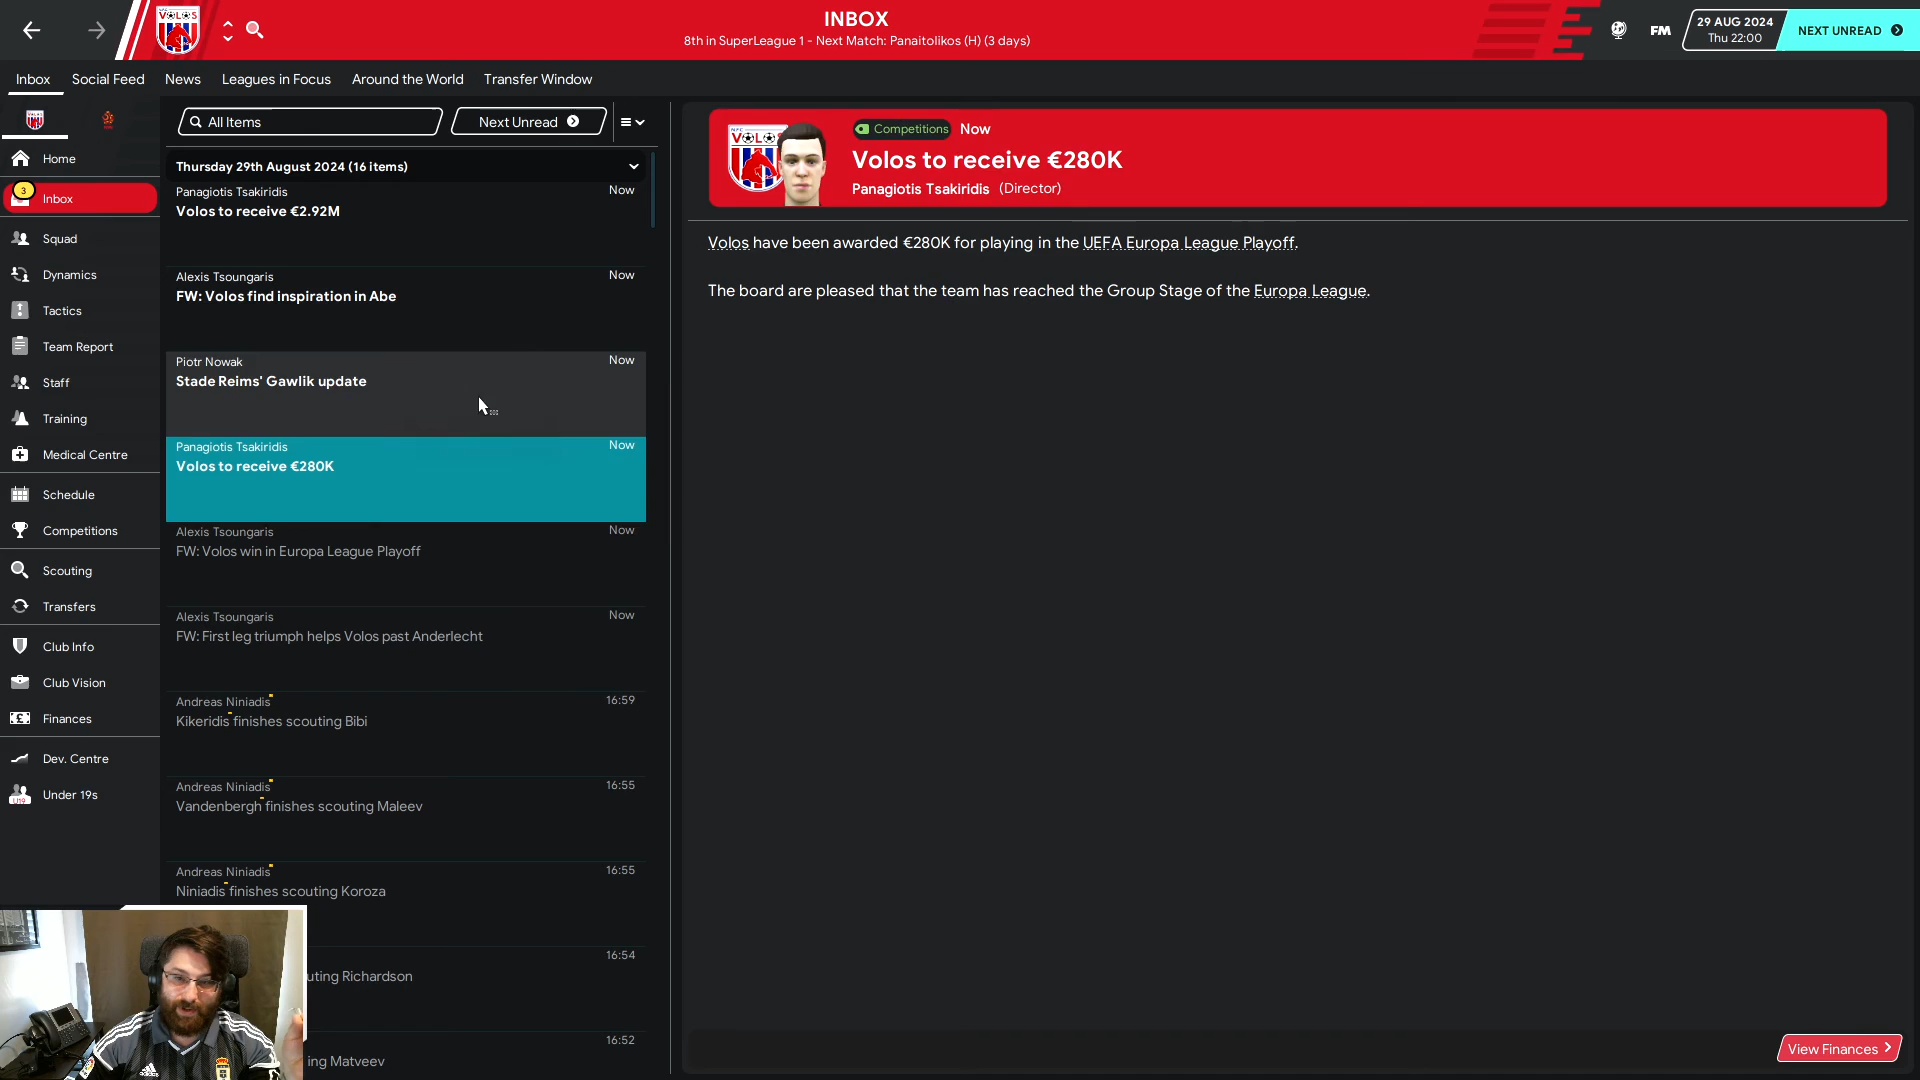 INBOX
8th in SuperLeague 1 - Next Match: Panaitolikos (H) (3 days)
FM
29 AUG 2024
Thu 22:00
NEXT UNREAD
VOLOS
Inbox
Social Feed
News
Leagues in Focus
Around the World
Transfer Window
Home
3
Inbox
Squad
Dynamics
Tactics
Team Report
Staff
Training
Medical Centre
Schedule
Competitions
Scouting
Transfers
Club Info
Club Vision
Finances
Dev. Centre
U19
Under 19s
All Items
Next Unread
Thursday 29th August 2024 (16 items)
Panagiotis Tsakiridis Now
Volos to receive €2.92M
Alexis Tsoungaris Now
FW: Volos find inspiration in Abe
Piotr Nowak Now
Stade Reims' Gawlik update
Panagiotis Tsakiridis Now
Volos to receive €280K
Alexis Tsoungaris Now
FW: Volos win in Europa League Playoff
Alexis Tsoungaris Now
FW: First leg triumph helps Volos past Anderlecht
Andreas Niniadis 16:59
Kikeridis finishes scouting Bibi
Andreas Niniadis 16:55
Vandenbergh finishes scouting Maleev
Andreas Niniadis 16:55
Niniadis finishes scouting Koroza
16:54
uting Richardson
16:52
ing Matveev
NFC
VOLOS
Competitions Now
Volos to receive €280K
Panagiotis Tsakiridis (Director)
Volos have been awarded €280K for playing in the UEFA Europa League Playoff.
The board are pleased that the team has reached the Group Stage of the Europa League.
View Finances